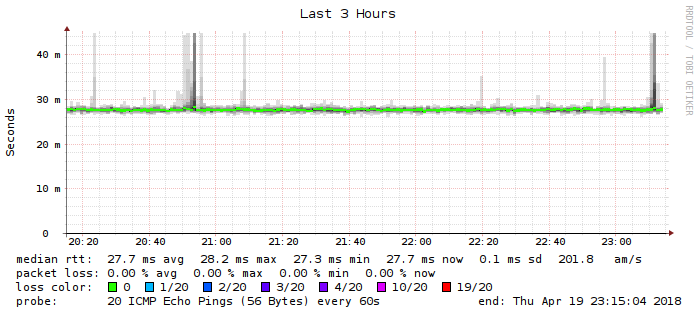 Last 3 Hours
RRDTOOL / TOBI OETIKER
Seconds
40 m
30 m
20 m
10 m
0
20:20 20:40 21:00 21:20 21:40 22:00 22:20 22:40 23:00
median rtt: 27.7 ms avg 28.2 ms max 27.3 ms min 27.7 ms now 0.1 ms sd 201.8 am/s
packet loss: 0.00 % avg 0.00 % max 0.00 % min 0.00 % now
loss color: 0 1/20 2/20 3/20 4/20 10/20 19/20
probe: 20 ICMP Echo Pings (56 Bytes) every 60s end: Thu Apr 19 23:15:04 2018